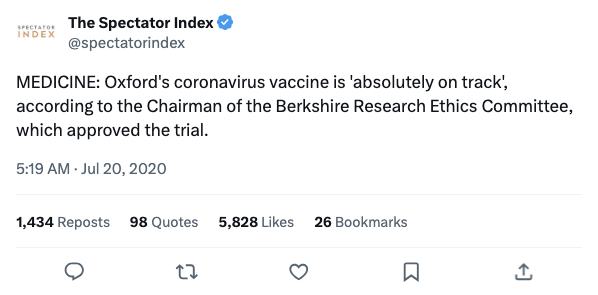 SPECTATOR
INDEX
The Spectator Index
@spectatorindex
MEDICINE: Oxford's coronavirus vaccine is 'absolutely on track',
according to the Chairman of the Berkshire Research Ethics Committee,
which approved the trial.
5:19 AM · Jul 20, 2020
1,434 Reposts 98 Quotes 5,828 Likes 26 Bookmarks